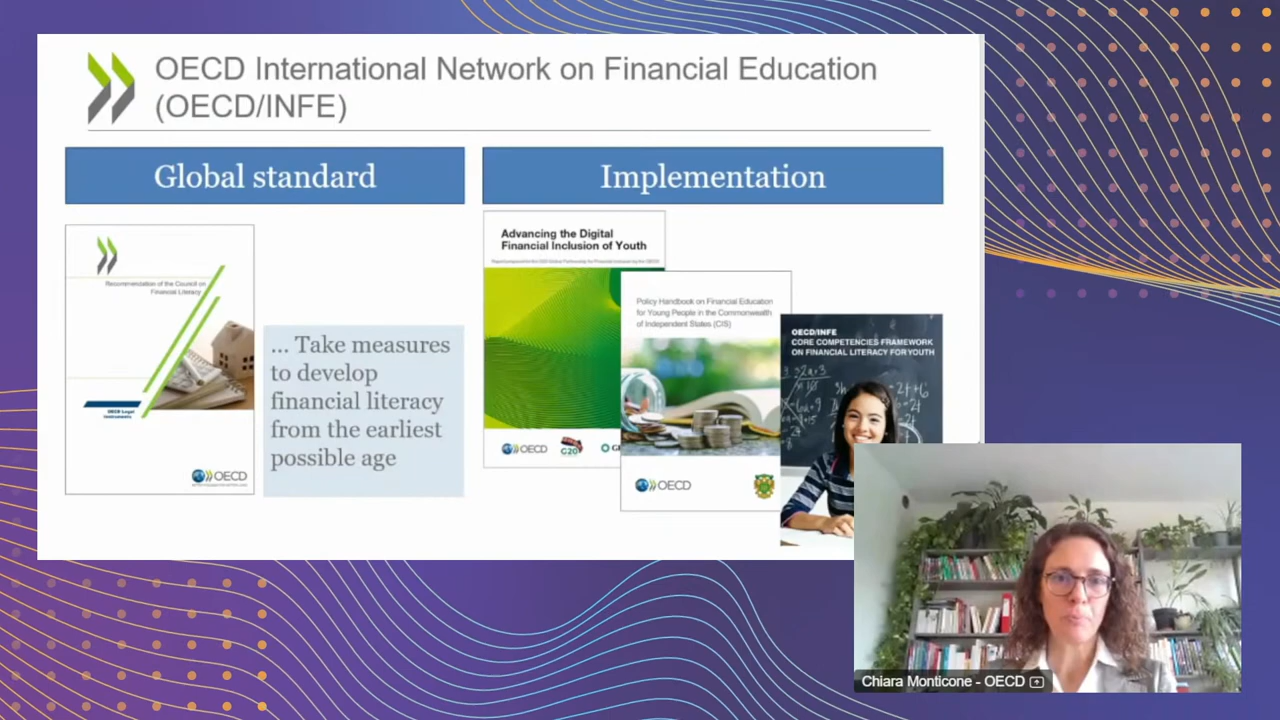 OECD International Network on Financial Education
(OECD/INFE)
Global standard
Implementation
Recommendation of the Council on
Financial Literacy
OECD Legal
Instruments
OECD
... Take measures
to develop
financial literacy
from the earliest
possible age
Advancing the Digital
Financial Inclusion of Youth
OECD
G20
Policy Handbook on Financial Education
for Young People in the Commonwealth
of Independent States (CIS)
OECD
OECD/INFE
CORE COMPETENCIES FRAMEWORK
ON FINANCIAL LITERACY FOR YOUTH
Chiara Monticone - OECD